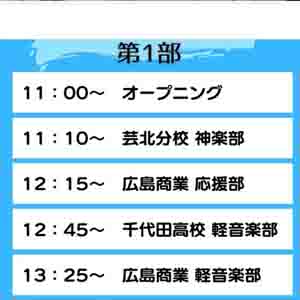 第1部
11：00～ オープニング
11：10～ 芸北分校 神楽部
12：15～ 広島商業 応援部
12：45～ 千代田高校 軽音楽部
13：25～ 広島商業 軽音楽部